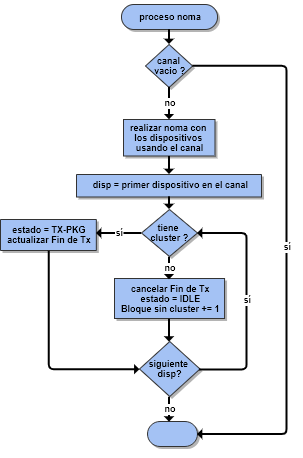 proceso noma
canal
vacio ?
no
si
realizar noma con
los dispositivos
usando el canal
disp = primer dispositivo en el canal
tiene
cluster ?
si
estado = TX-PKG
actualizar Fin de Tx
no
cancelar Fin de Tx
estado = IDLE
Bloque sin cluster += 1
si
siguiente
disp?
no